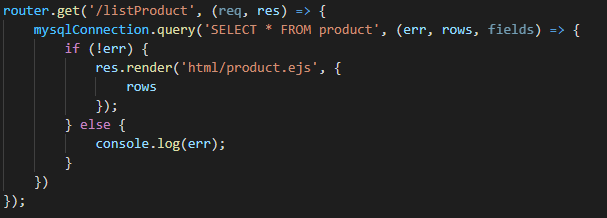 router.get('/listProduct', (req, res) => {
    mysqlConnection.query('SELECT * FROM product', (err, rows, fields) => {
        if (!err) {
            res.render('html/product.ejs', {
                rows
            });
        } else {
            console.log(err);
        }
    })
});